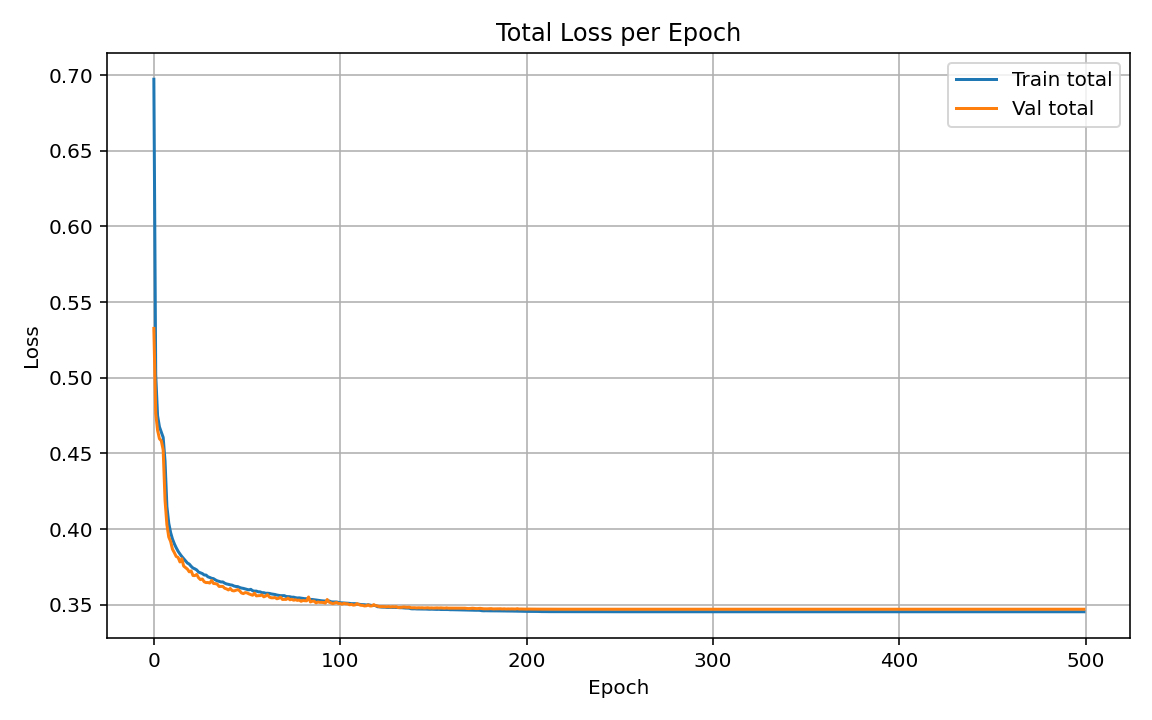 Total Loss per Epoch
Train total
Val total
0.70
0.65
0.60
0.55
0.50
0.45
0.40
0.35
Loss
0 100 200 300 400 500
Epoch